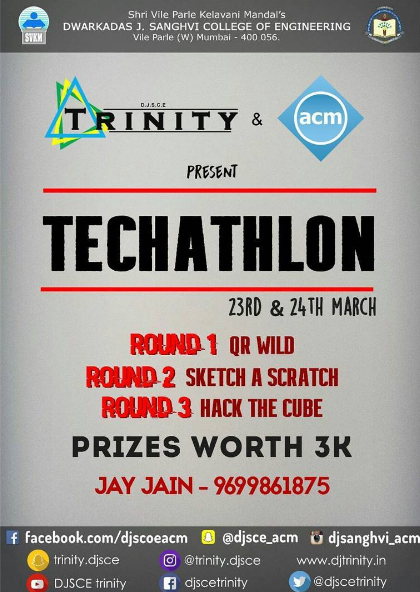 Shri Vile Parle Kelavani Mandal's
DWARKADAS J. SANGHVI COLLEGE OF ENGINEERING
Vile Parle (W) Mumbai - 400 056.
SVKM
D.J.S.C.E
TRINITY & acm
PRESENT
TECHATHLON
23RD & 24TH MARCH
ROUND 1 QR WILD
ROUND 2 SKETCH A SCRATCH
ROUND 3 HACK THE CUBE
PRIZES WORTH 3K
JAY JAIN - 9699861875
facebook.com/djscoeacm @djsce_acm djsanghvi_acm
trinity.djsce @trinity.djsce www.djtrinity.in
DJSCE trinity djscetrinity @djscetrinity